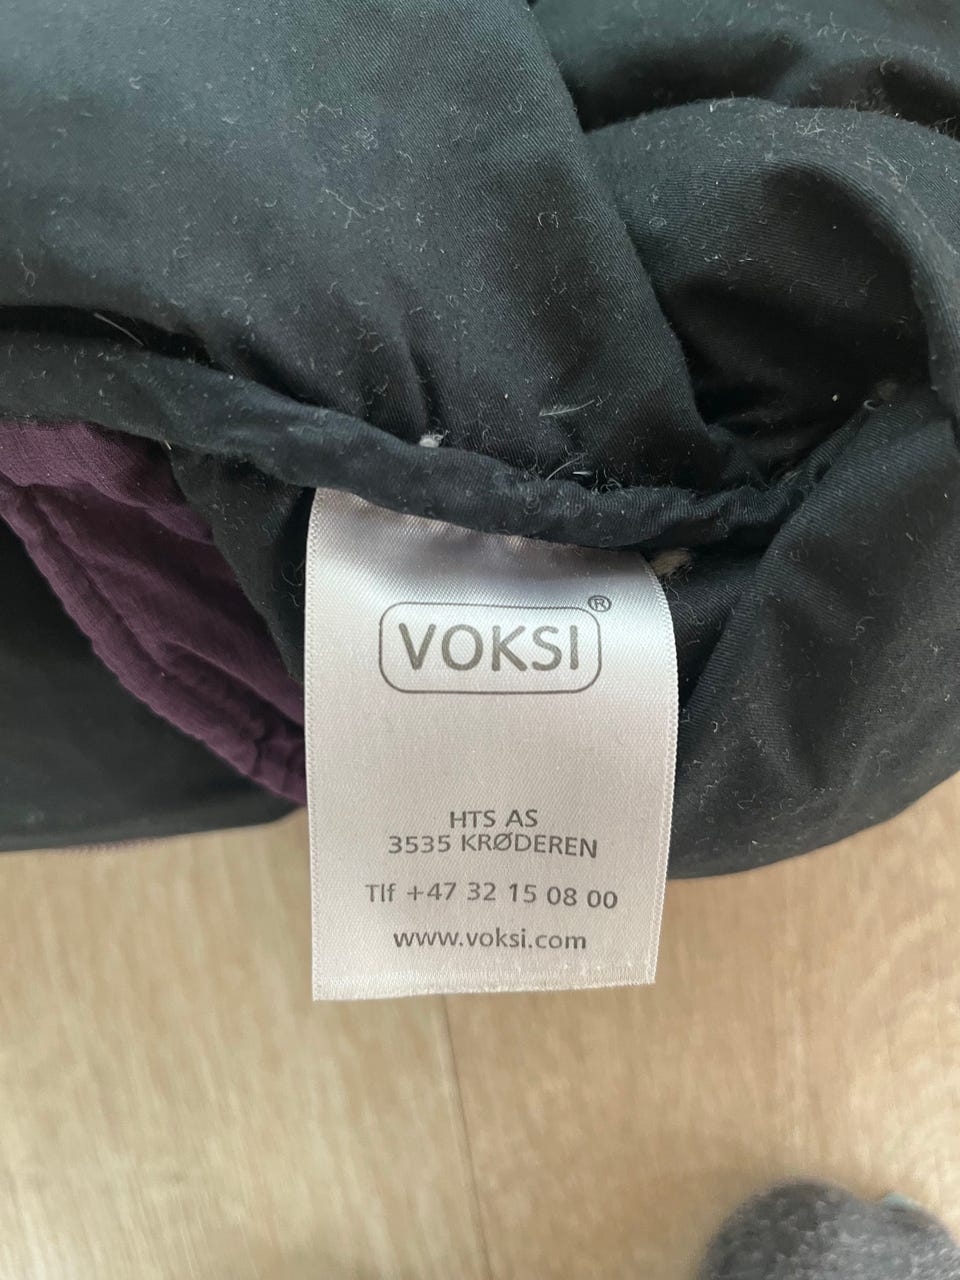 VOKSI®
HTS AS
3535 KRØDEREN
Tlf +47 32 15 08 00
www.voksi.com